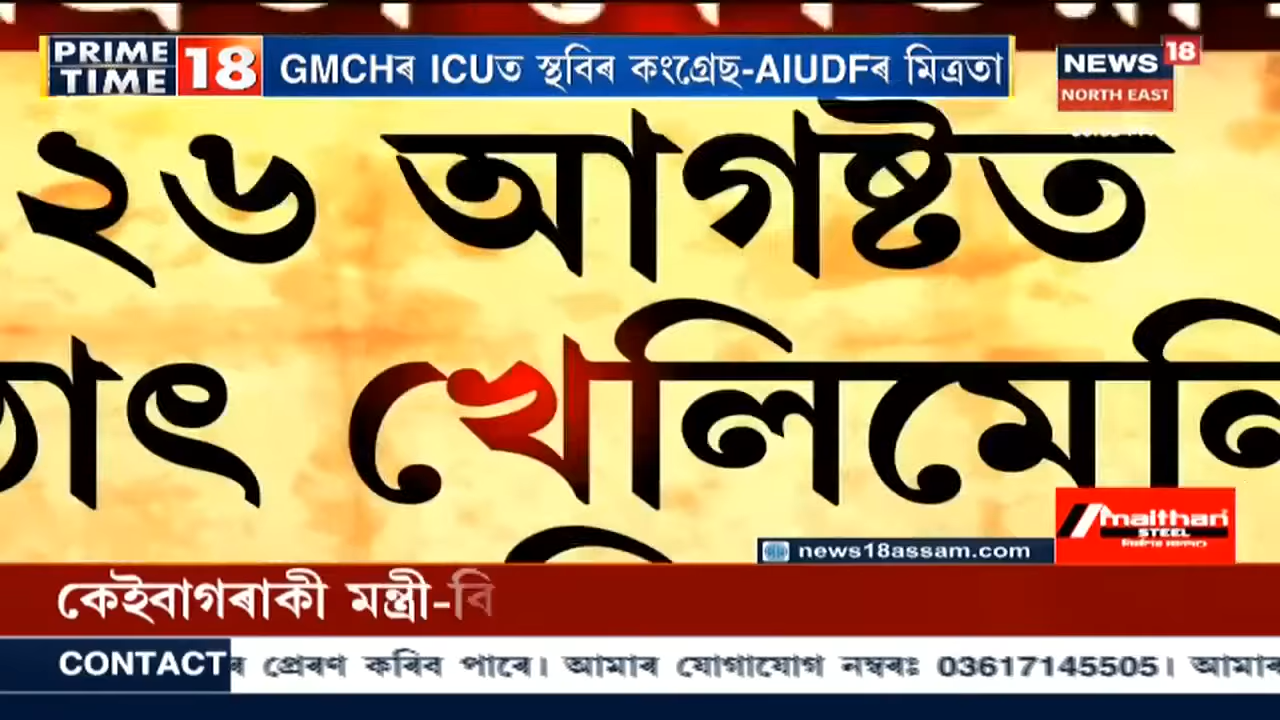 PRIME TIME 18
GMCHৰ ICUত স্থবিৰ কংগ্ৰেছ-AIUDFৰ মিত্ৰতা
NEWS 18
NORTH EAST
২৬ আগষ্টত
ঠাৎ খেলিমেলি
news18assam.com
maithan
STEEL
কেইবাগৰাকী মন্ত্ৰী-বি
CONTACT
ৰ প্ৰেৰণ কৰিব পাৰে। আমাৰ যোগাযোগ নম্বৰঃ 03617145505। আমাৰ